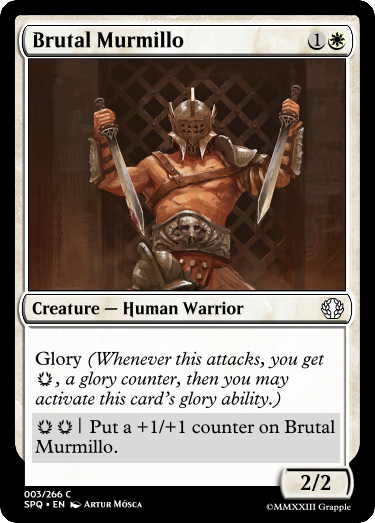 Brutal Murmillo 1
Creature — Human Warrior
Glory (Whenever this attacks, you get
, a glory counter, then you may
activate this card's glory ability.)
| Put a +1/+1 counter on Brutal
Murmillo.
2/2
003/266 C
SPQ • EN Artur Mósca
©MMXXIII Grapple